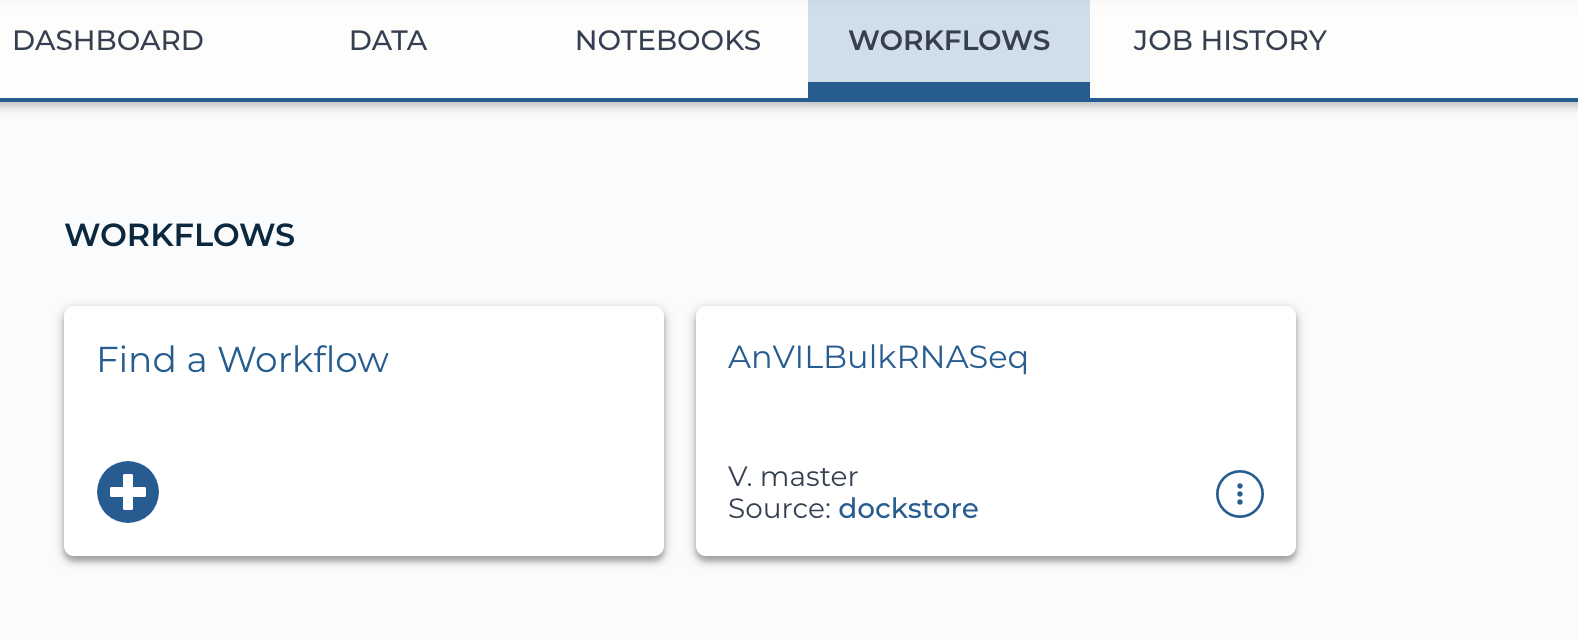 DASHBOARD DATA NOTEBOOKS WORKFLOWS JOB HISTORY
WORKFLOWS
Find a Workflow
AnVILBulkRNASeq
V. master
Source: dockstore